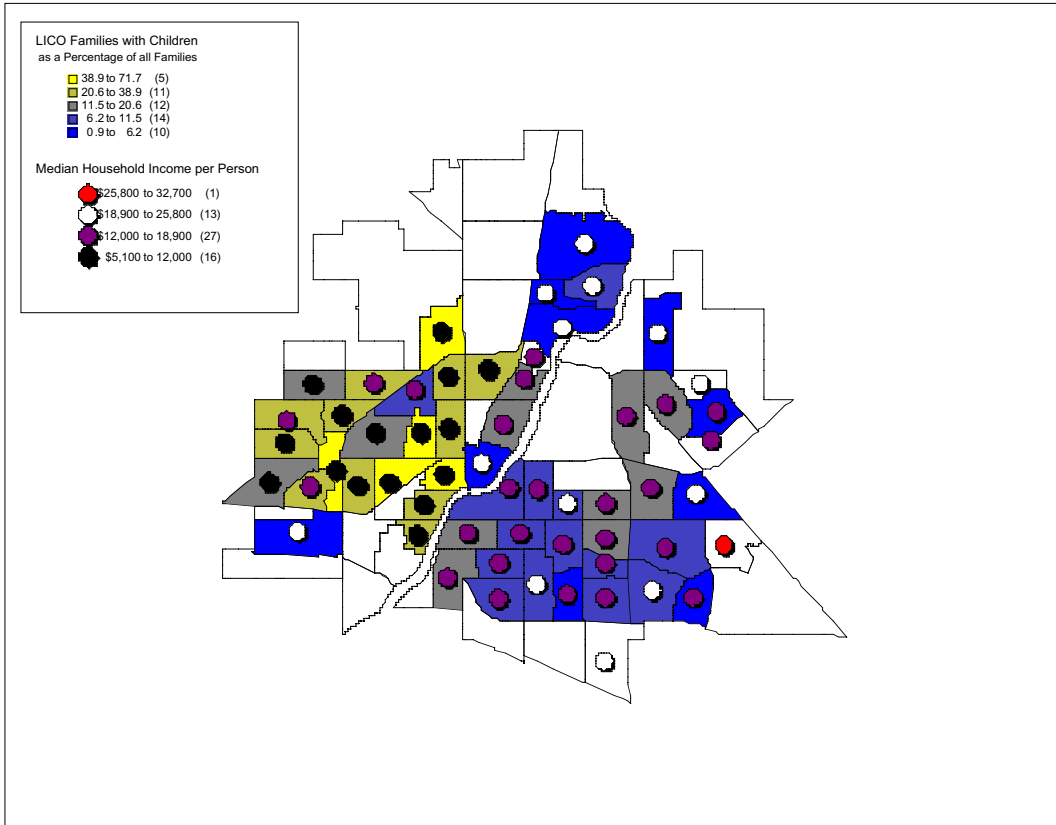 LICO Families with Children
as a Percentage of all Families
38.9 to 71.7 (5)
20.6 to 38.9 (11)
11.5 to 20.6 (12)
6.2 to 11.5 (14)
0.9 to 6.2 (10)
Median Household Income per Person
$25,800 to 32,700 (1)
$18,900 to 25,800 (13)
$12,000 to 18,900 (27)
$5,100 to 12,000 (16)